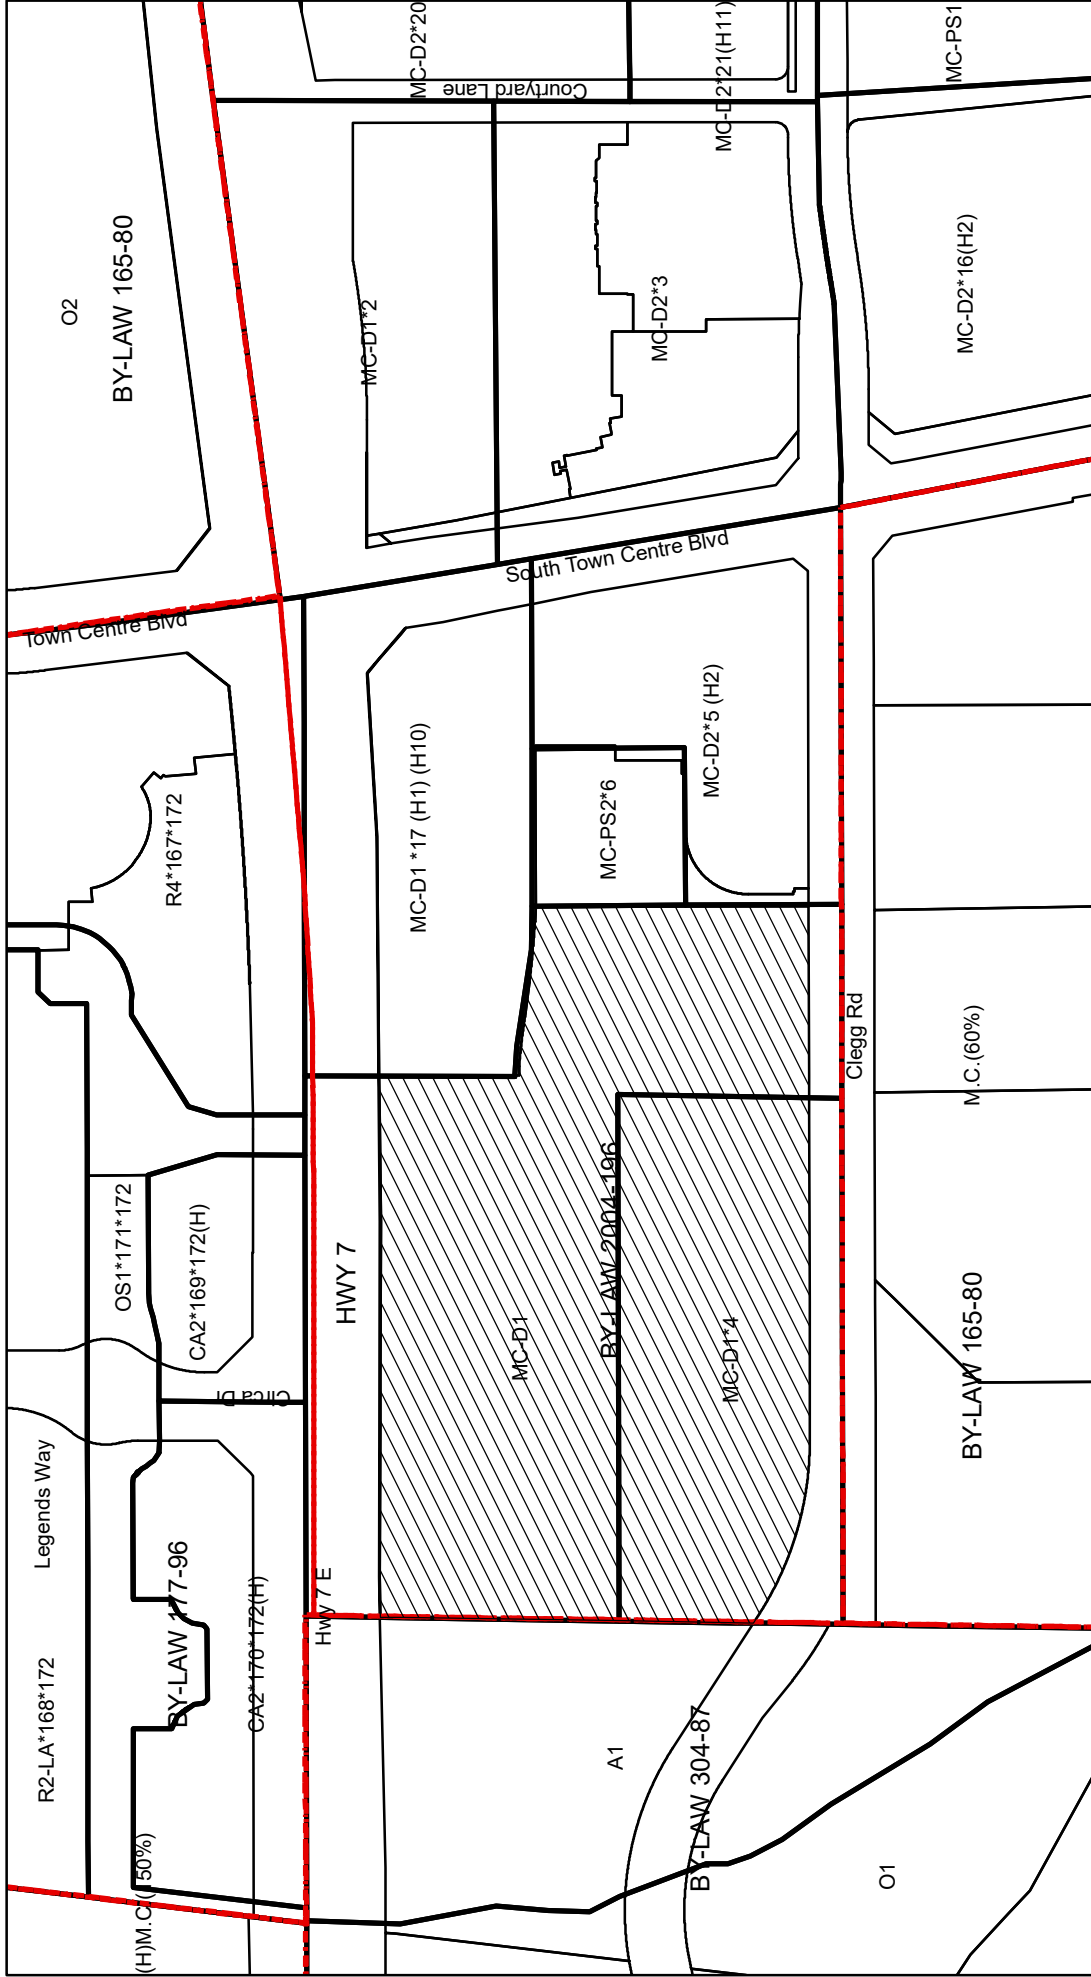 MC-D2*20
MC-D2*21(H11)
MC-PS1
Courtyard Lane
O2
BY-LAW 165-80
MC-D1*2
MC-D2*3
MC-D2*16(H2)
South Town Centre Blvd
Town Centre Blvd
R4*167*172
MC-D1 *17 (H1) (H10)
MC-PS2*6
MC-D2*5 (H2)
Clegg Rd
M.C.(60%)
OS1*171*172
CA2*169*172(H)
HWY 7
BY-LAW 2004-196
MC-D1
MC-D1*4
BY-LAW 165-80
Circa Dr
Legends Way
BY-LAW 177-96
Hwy 7 E
CA2*170*172(H)
R2-LA*168*172
A1
BY-LAW 304-87
(H)M.C.(150%)
O1